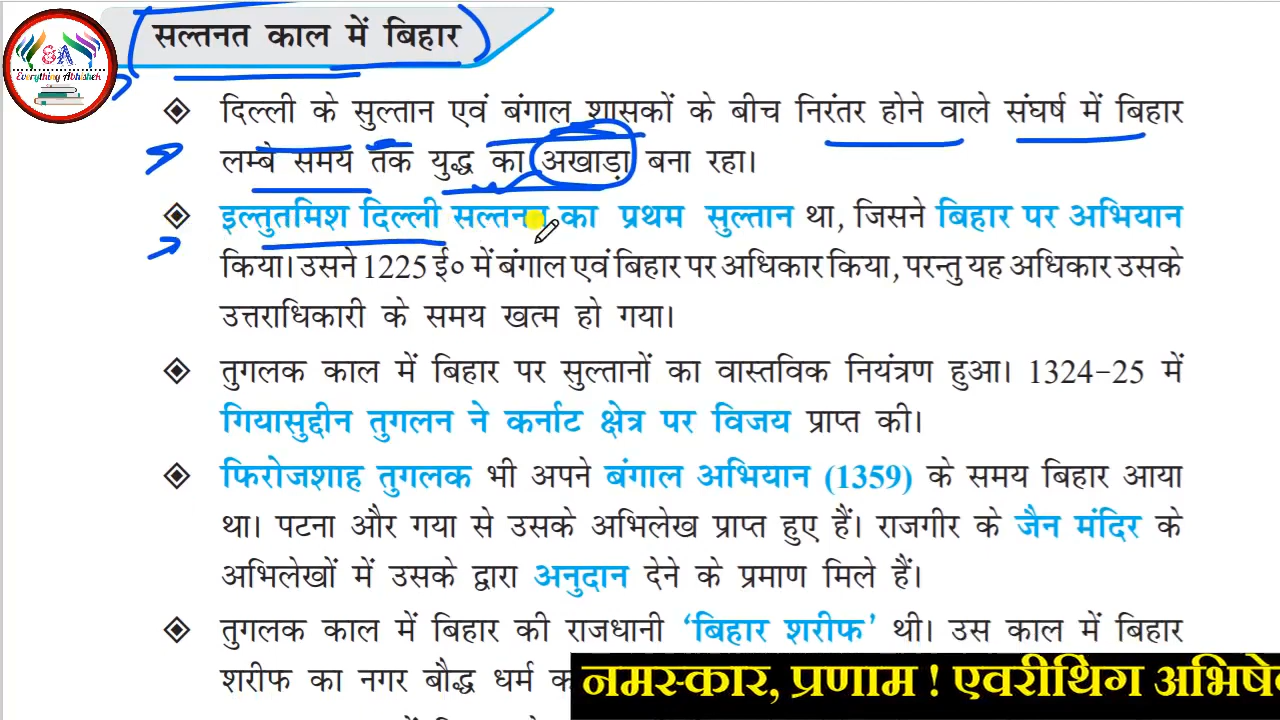 सल्तनत काल में बिहार
&A
Everything Abhishek
दिल्ली के सुल्तान एवं बंगाल शासकों के बीच निरंतर होने वाले संघर्ष में बिहार
लम्बे समय तक युद्ध का अखाड़ा बना रहा।
इल्तुतमिश दिल्ली सल्तनत का प्रथम सुल्तान था, जिसने बिहार पर अभियान
किया। उसने 1225 ई० में बंगाल एवं बिहार पर अधिकार किया, परन्तु यह अधिकार उसके
उत्तराधिकारी के समय खत्म हो गया।
तुगलक काल में बिहार पर सुल्तानों का वास्तविक नियंत्रण हुआ। 1324-25 में
गियासुद्दीन तुगलन ने कर्नाट क्षेत्र पर विजय प्राप्त की।
फिरोजशाह तुगलक भी अपने बंगाल अभियान (1359) के समय बिहार आया
था। पटना और गया से उसके अभिलेख प्राप्त हुए हैं। राजगीर के जैन मंदिर के
अभिलेखों में उसके द्वारा अनुदान देने के प्रमाण मिले हैं।
तुगलक काल में बिहार की राजधानी ‘बिहार शरीफ’ थी। उस काल में बिहार
शरीफ का नगर बौद्ध धर्म
नमस्कार, प्रणाम ! एवरीथिंग